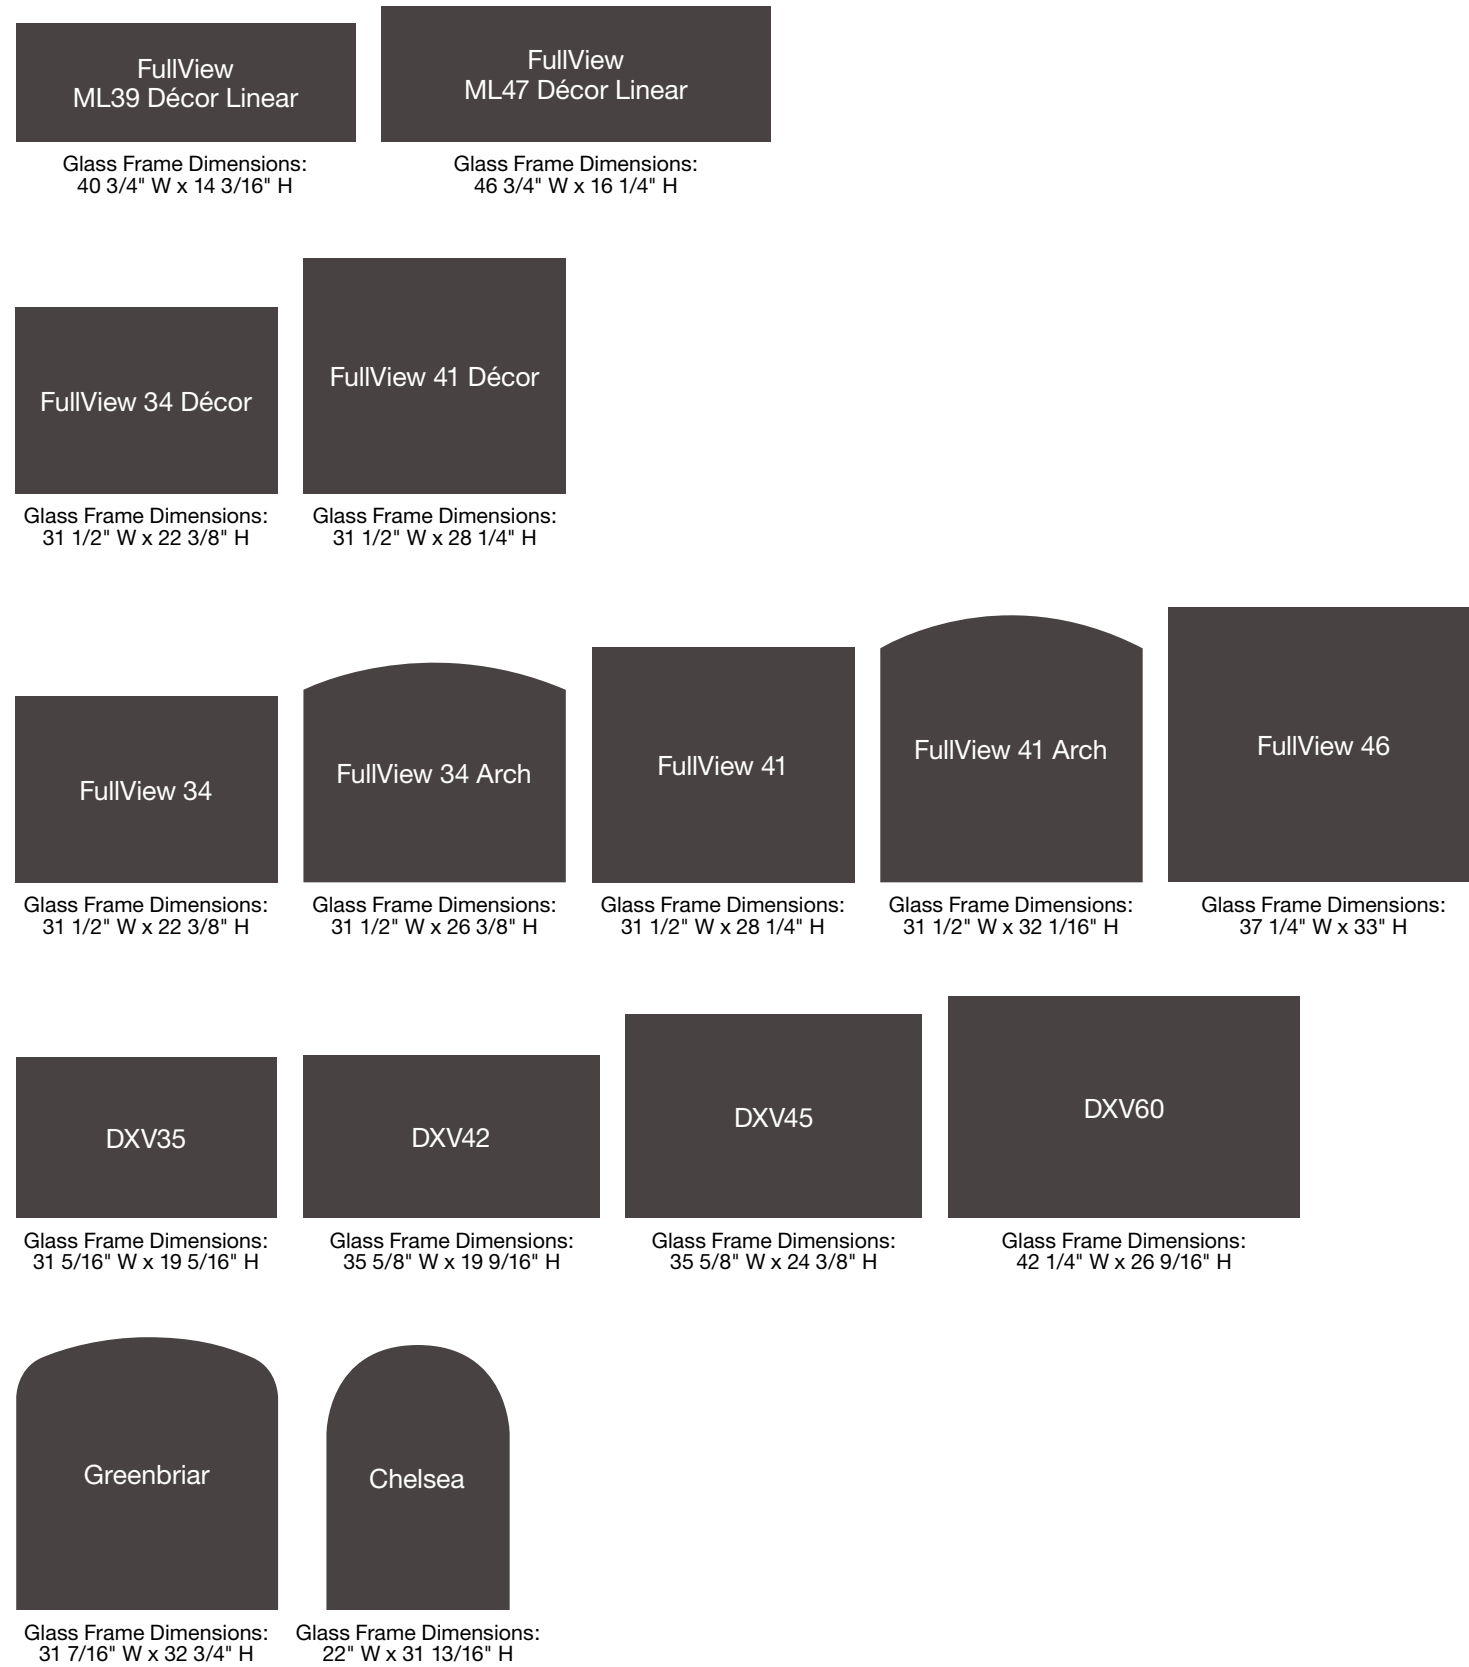 FullView
ML39 Décor Linear
Glass Frame Dimensions:
40 3/4" W x 14 3/16" H
FullView
ML47 Décor Linear
Glass Frame Dimensions:
46 3/4" W x 16 1/4" H
FullView 34 Décor
Glass Frame Dimensions:
31 1/2" W x 22 3/8" H
FullView 41 Décor
Glass Frame Dimensions:
31 1/2" W x 28 1/4" H
FullView 34
Glass Frame Dimensions:
31 1/2" W x 22 3/8" H
FullView 34 Arch
Glass Frame Dimensions:
31 1/2" W x 26 3/8" H
FullView 41
Glass Frame Dimensions:
31 1/2" W x 28 1/4" H
FullView 41 Arch
Glass Frame Dimensions:
31 1/2" W x 32 1/16" H
FullView 46
Glass Frame Dimensions:
37 1/4" W x 33" H
DXV35
Glass Frame Dimensions:
31 5/16" W x 19 5/16" H
DXV42
Glass Frame Dimensions:
35 5/8" W x 19 9/16" H
DXV45
Glass Frame Dimensions:
35 5/8" W x 24 3/8" H
DXV60
Glass Frame Dimensions:
42 1/4" W x 26 9/16" H
Greenbriar
Glass Frame Dimensions:
31 7/16" W x 32 3/4" H
Chelsea
Glass Frame Dimensions:
22" W x 31 13/16" H